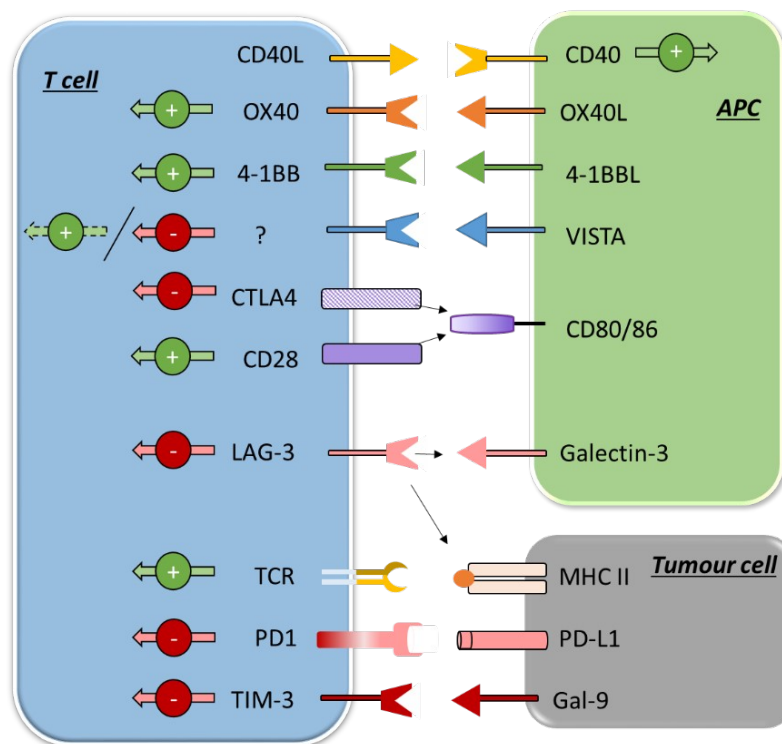 CD40L CD40 +
T cell
APC
+ OX40 OX40L
+ 4-1BB 4-1BBL
+ - ? VISTA
- CTLA4
CD80/86
+ CD28
- LAG-3 Galectin-3
Tumour cell
+ TCR MHC II
- PD1 PD-L1
- TIM-3 Gal-9